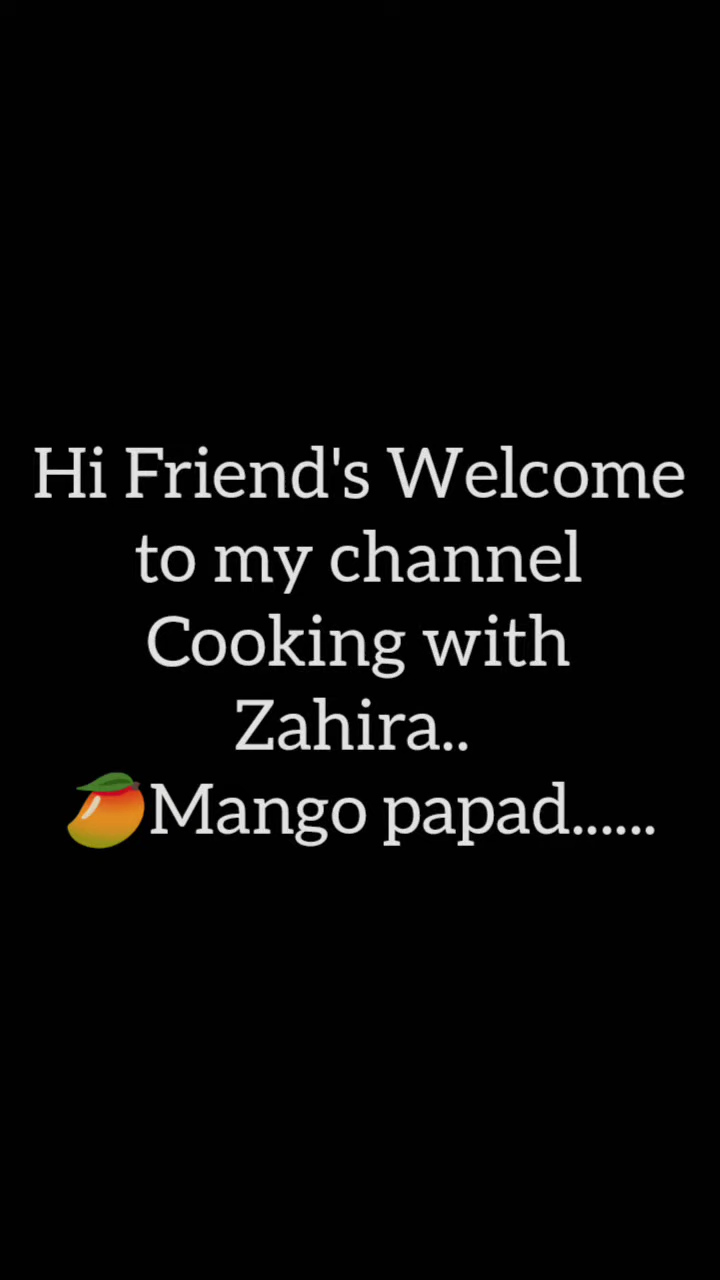 Hi Friend's Welcome
to my channel
Cooking with
Zahira..
🥭Mango papad......